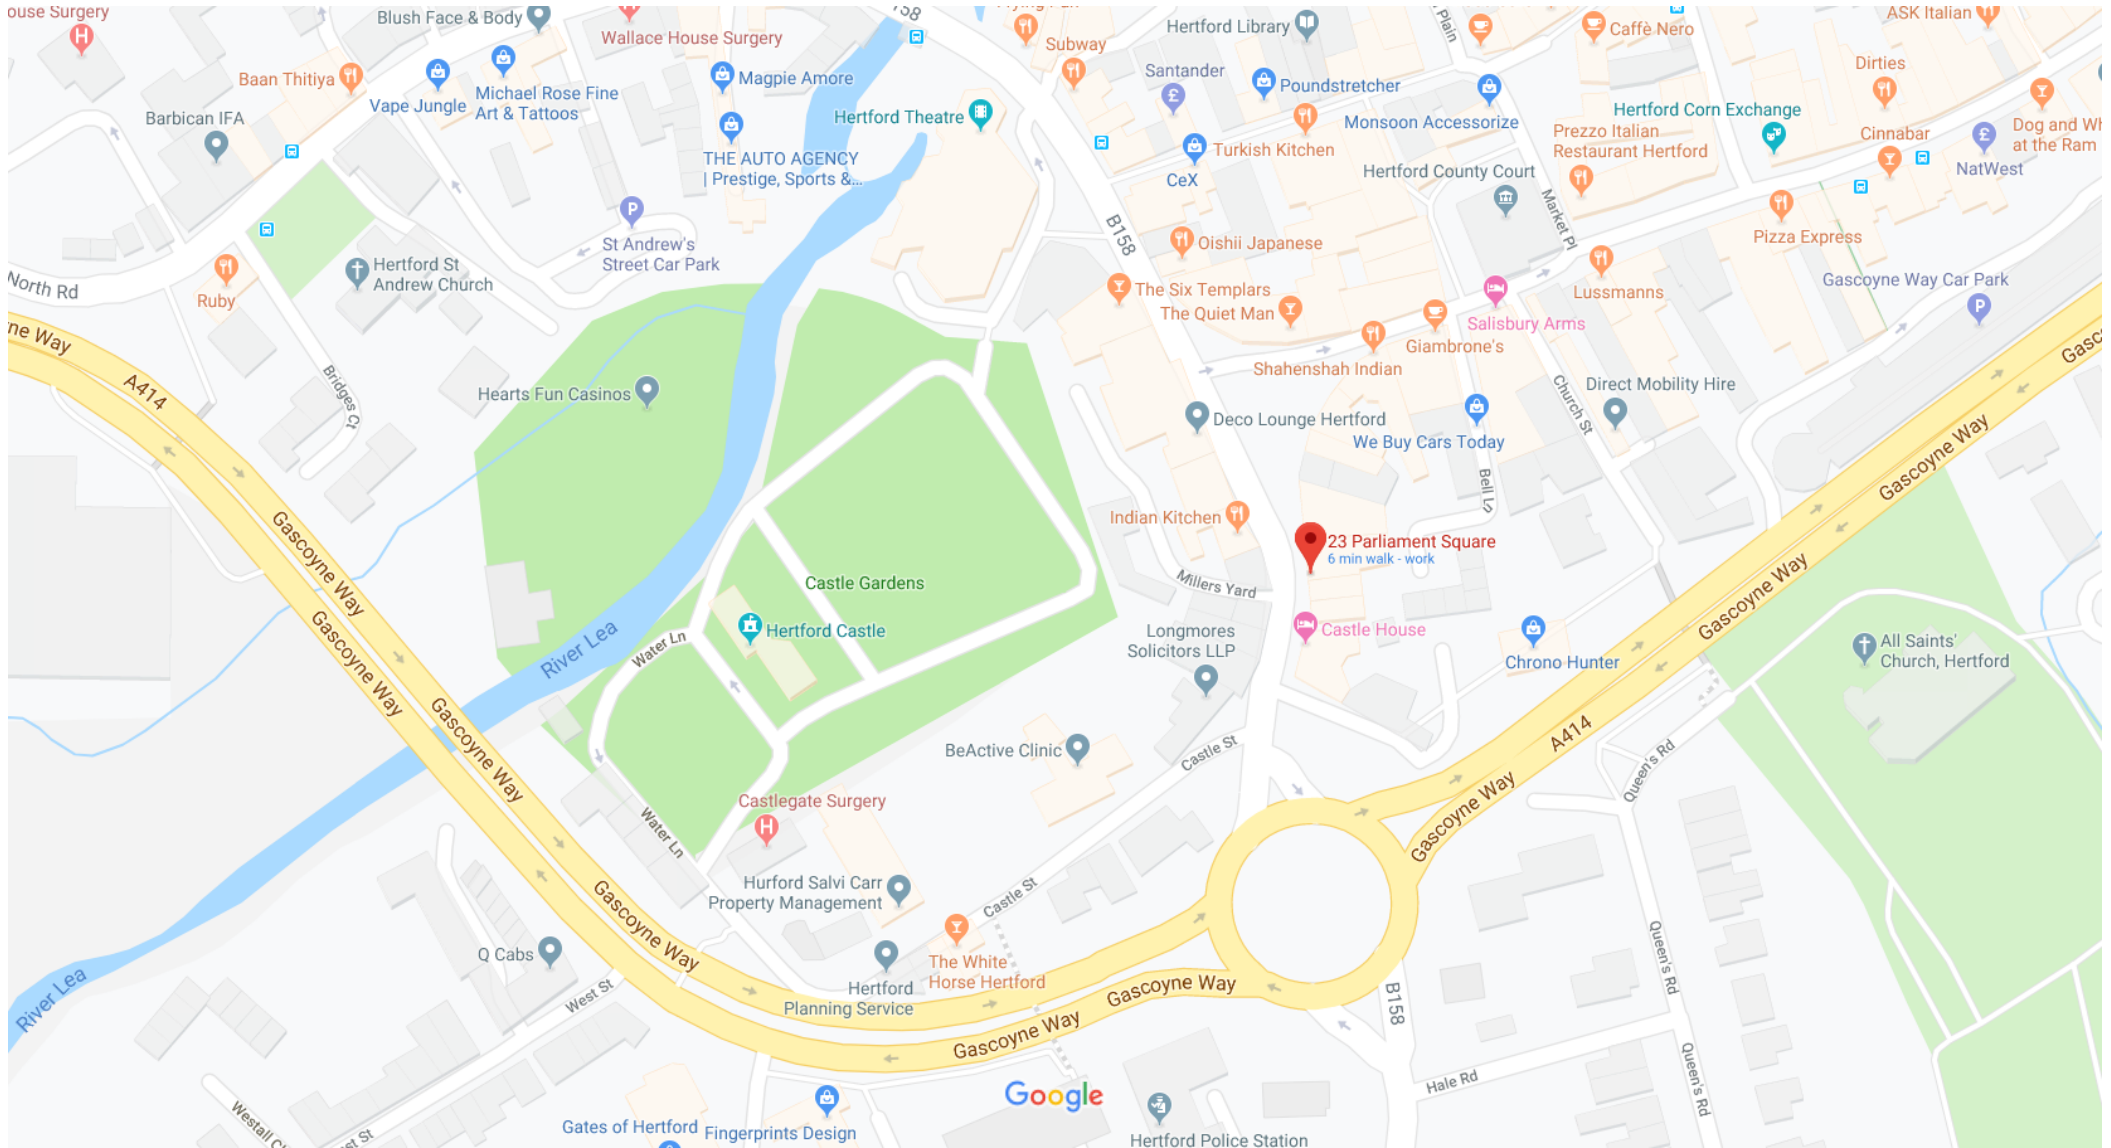 ouse Surgery
Blush Face & Body
Wallace House Surgery
Subway
Hertford Library
Caffè Nero
ASK Italian
Baan Thitiya
Vape Jungle
Michael Rose Fine
Art & Tattoos
Magpie Amore
Santander
Poundstretcher
Dirties
Barbican IFA
Hertford Theatre
Monsoon Accessorize
Hertford Corn Exchange
THE AUTO AGENCY
| Prestige, Sports &...
CeX
Turkish Kitchen
Prezzo Italian
Restaurant Hertford
Cinnabar
Dog and Wh
at the Ram
NatWest
Hertford County Court
Market Pl
B158
St Andrew's
Street Car Park
Oishii Japanese
Pizza Express
Hertford St
Andrew Church
North Rd
Ruby
The Six Templars
The Quiet Man
Lussmanns
Gascoyne Way Car Park
Salisbury Arms
Giambrone's
Shahenshah Indian
ne Way
A414
Bridges Ct
Hearts Fun Casinos
Church St
Direct Mobility Hire
Deco Lounge Hertford
We Buy Cars Today
Gasc
Gascoyne Way
Bell Ln
Indian Kitchen
23 Parliament Square
6 min walk - work
Gascoyne Way
Castle Gardens
Millers Yard
Gascoyne Way
Hertford Castle
River Lea
Water Ln
Longmores
Solicitors LLP
Castle House
Chrono Hunter
Gascoyne Way
All Saints'
Church, Hertford
Gascoyne Way
BeActive Clinic
Castle St
A414
Queen's Rd
Castlegate Surgery
Water Ln
Gascoyne Way
Hurford Salvi Carr
Property Management
Castle St
Gascoyne Way
Q Cabs
The White
Horse Hertford
Hertford
Planning Service
West St
River Lea
Gascoyne Way
Gascoyne Way
B158
Queen's Rd
Queen's Rd
Hale Rd
Google
Westall Cl
st St
Gates of Hertford
Fingerprints Design
Hertford Police Station